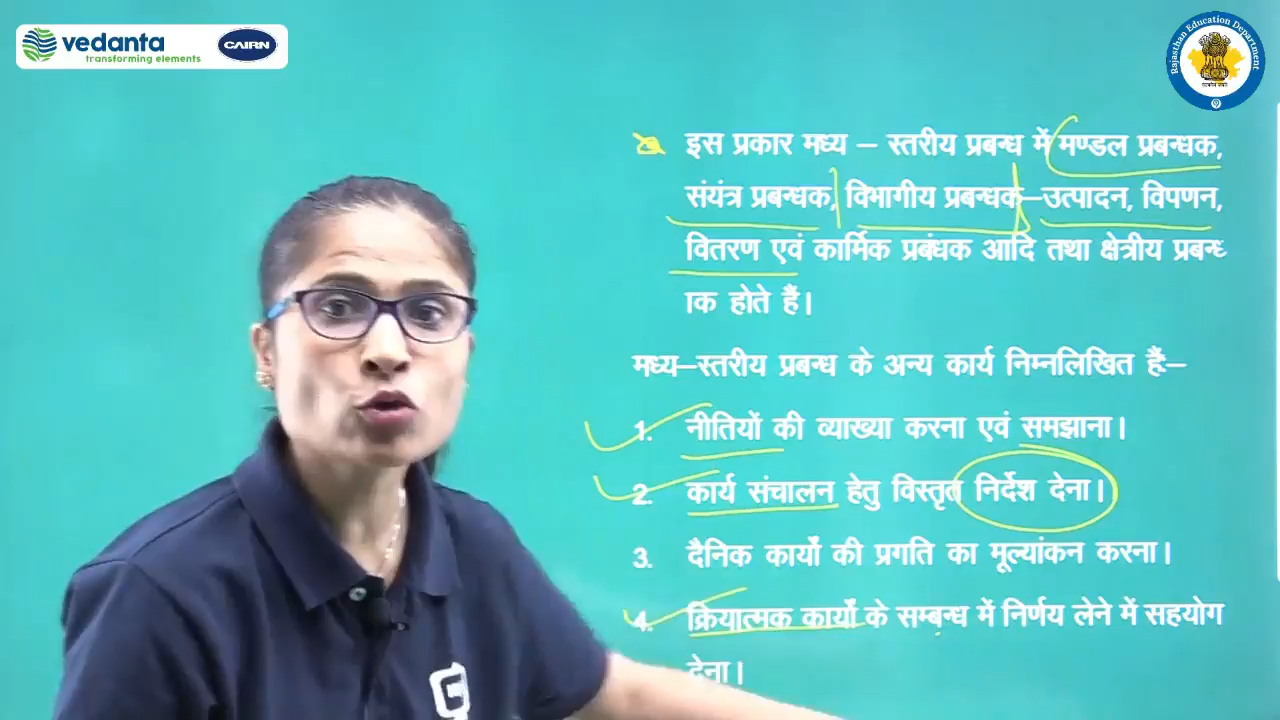 vedanta
transforming elements
CAIRN
Rajasthan Education Department
इस प्रकार मध्य – स्तरीय प्रबन्ध में मण्डल प्रबन्धक,
संयंत्र प्रबन्धक, विभागीय प्रबन्धक–उत्पादन, विपणन,
वितरण एवं कार्मिक प्रबंधक आदि तथा क्षेत्रीय प्रबन्ध
ाक होते हैं।
मध्य–स्तरीय प्रबन्ध के अन्य कार्य निम्नलिखित हैं:–
1. नीतियों की व्याख्या करना एवं समझाना।
2. कार्य संचालन हेतु विस्तृत निर्देश देना।
3. दैनिक कार्यों की प्रगति का मूल्यांकन करना।
4. क्रियात्मक कार्यों के सम्बन्ध में निर्णय लेने में सहयोग
देना।